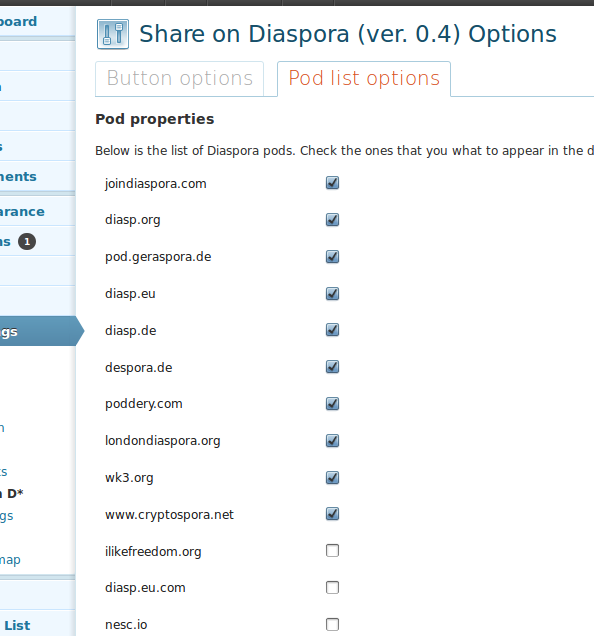 board
Share on Diaspora (ver. 0.4) Options
Button options
Pod list options
Pod properties
Below is the list of Diaspora pods. Check the ones that you what to appear in the d
joindiaspora.com
ments
diasp.org
arance
ns 1
pod.geraspora.de
diasp.eu
ngs
diasp.de
despora.de
poddery.com
londondiaspora.org
ts
wk3.org
n D*
www.cryptospora.net
gs
ilikefreedom.org
map
diasp.eu.com
List
nesc.io